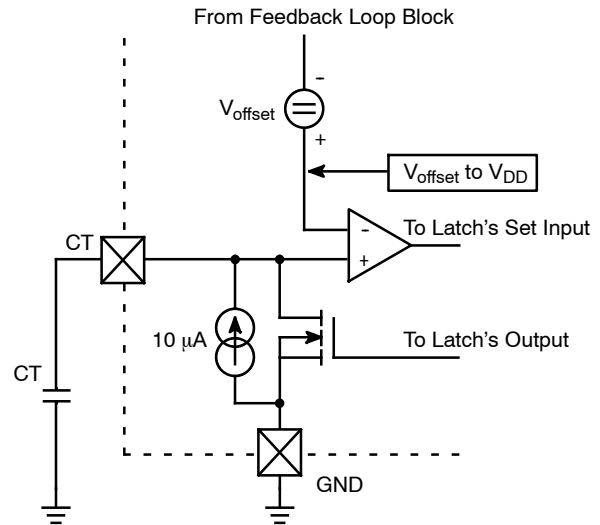 From Feedback Loop Block
-
Voffset
+
Voffset to VDD
CT
-
To Latch's Set Input
+
10 μA
To Latch's Output
CT
GND